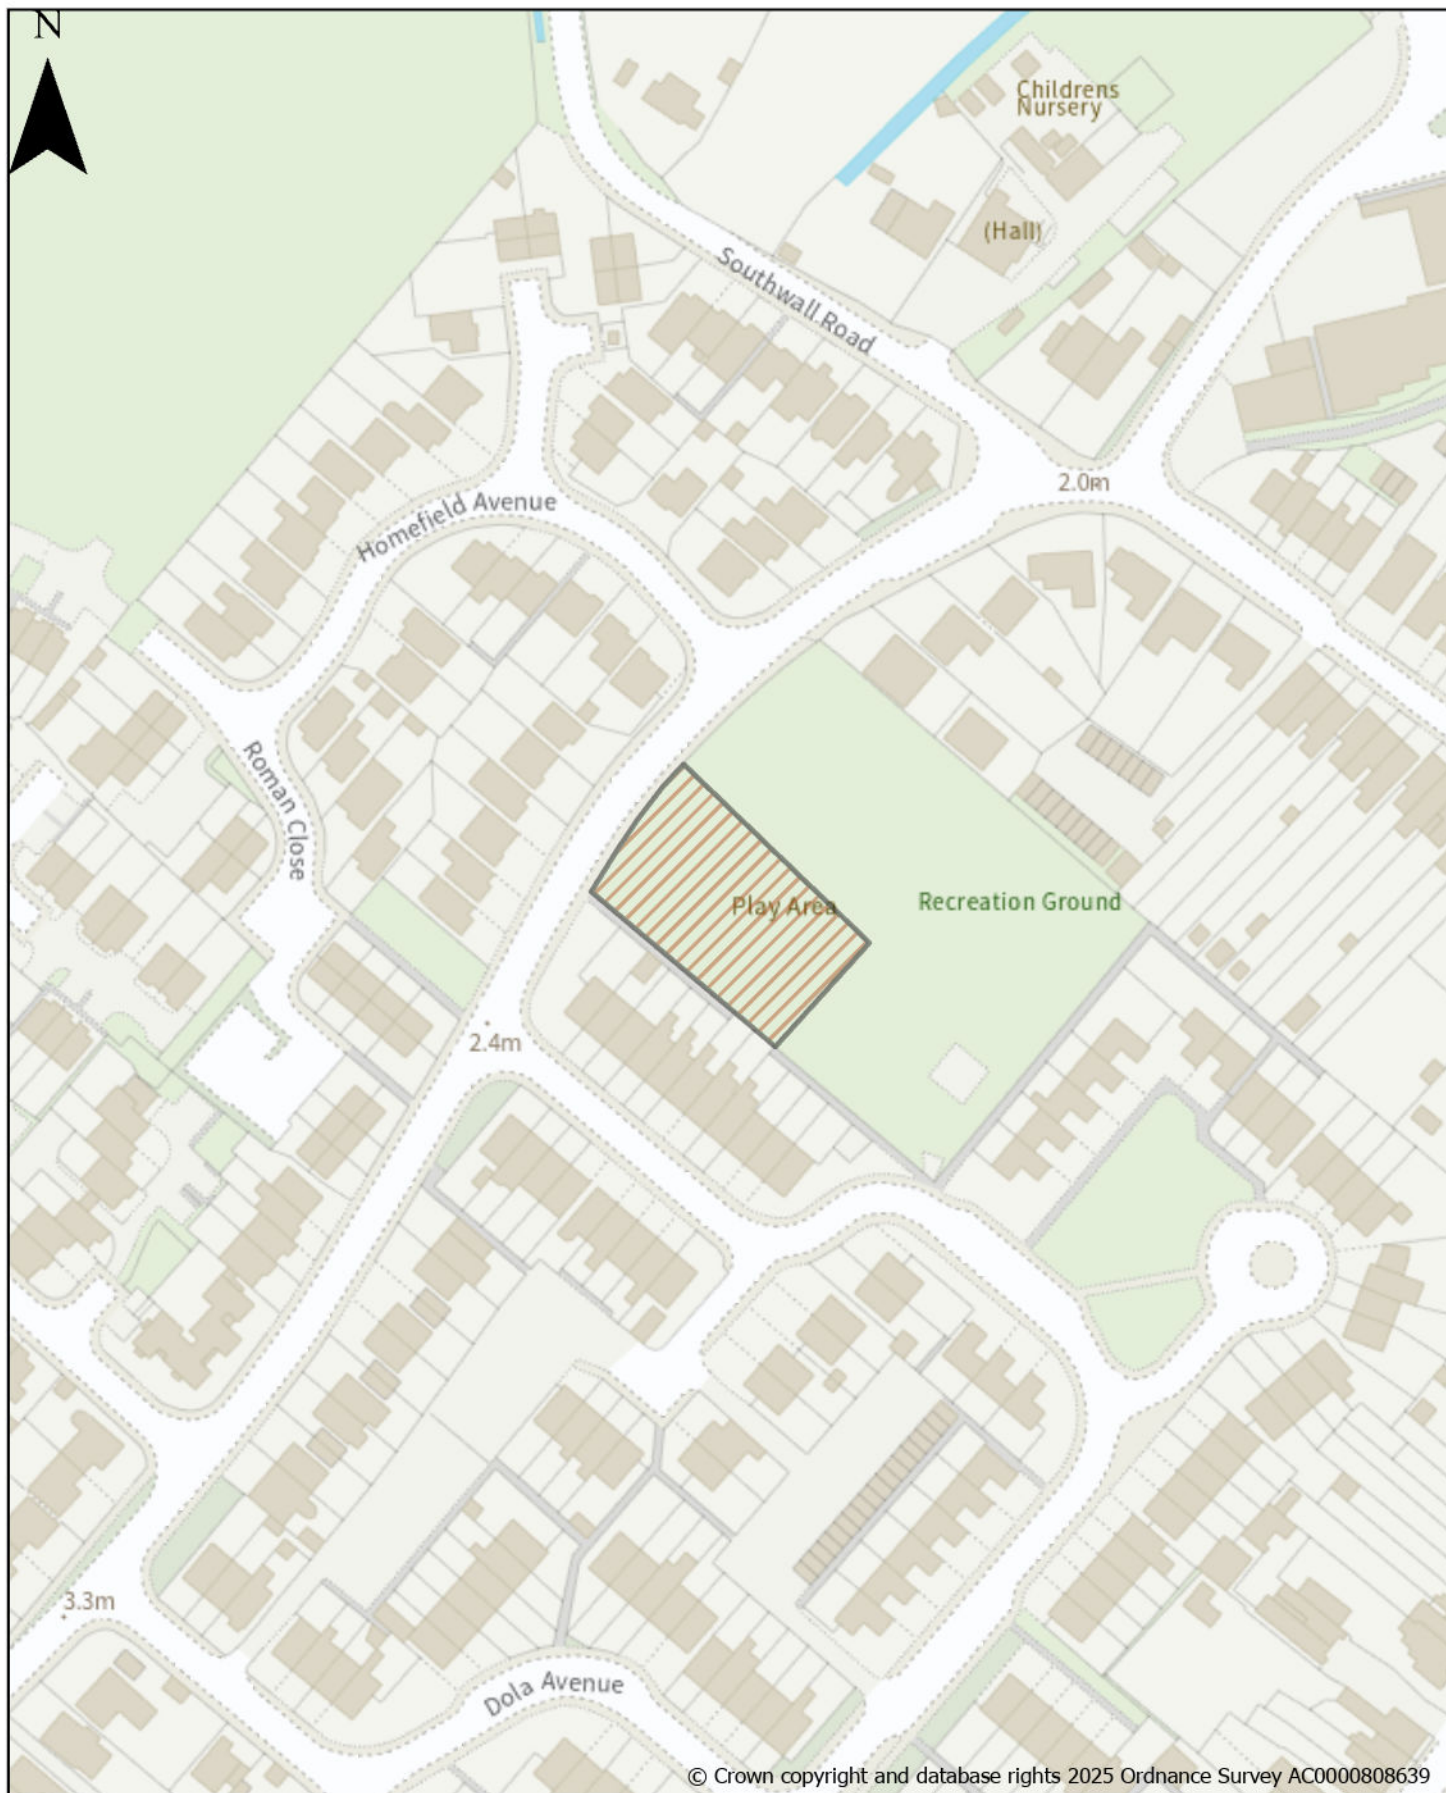 N
Childrens
Nursery
(Hall)
Southwall Road
2.0m
Homefield Avenue
Roman Close
Play Area
Recreation Ground
2.4m
3.3m
Dola Avenue
© Crown copyright and database rights 2025 Ordnance Survey AC0000808639